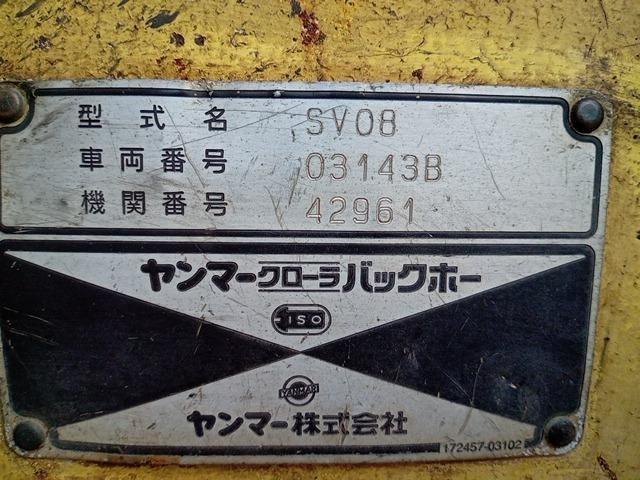 型式名 SV08
車両番号 03143B
機関番号 42961
ヤンマークローラバックホー
ISO
YANMAR
ヤンマー株式会社
172457-03102